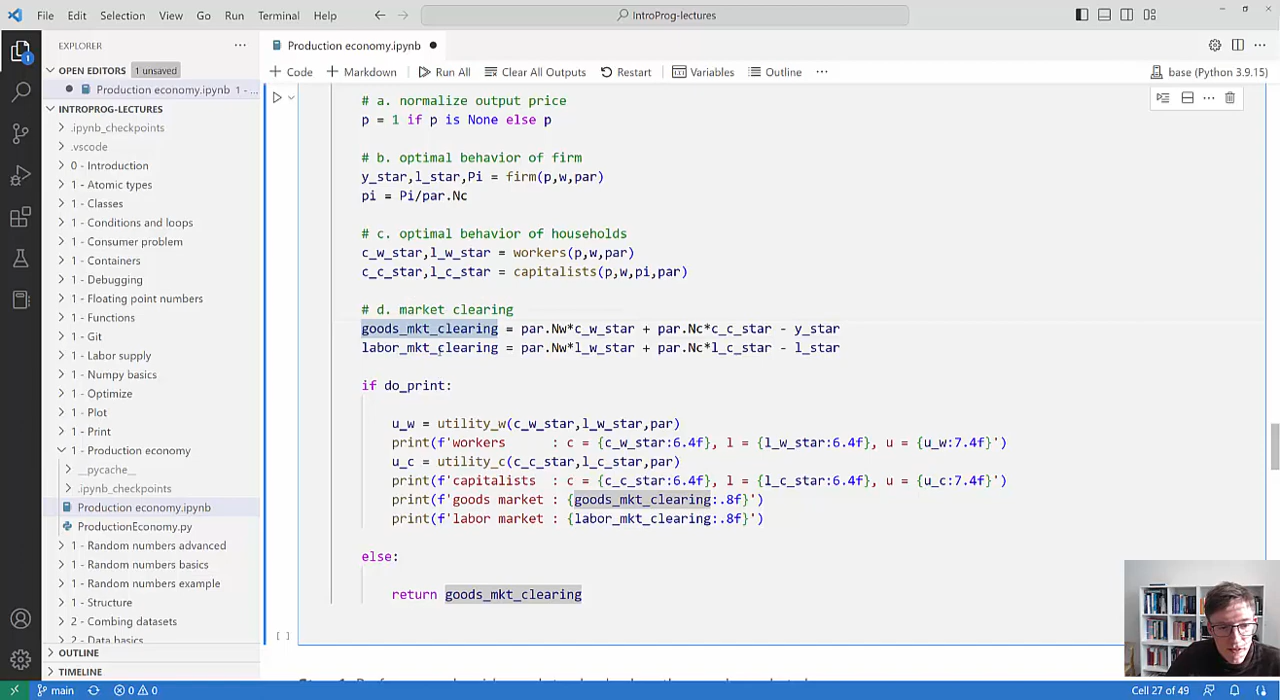 File Edit Selection View Go Run Terminal Help
IntroProg-lectures
EXPLORER
OPEN EDITORS 1 unsaved
Production economy.ipynb 1 - ...
INTROPROG-LECTURES
.ipynb_checkpoints
.vscode
0 - Introduction
1 - Atomic types
1 - Classes
1 - Conditions and loops
1 - Consumer problem
1 - Containers
1 - Debugging
1 - Floating point numbers
1 - Functions
1 - Git
1 - Labor supply
1 - Numpy basics
1 - Optimize
1 - Plot
1 - Print
1 - Production economy
__pycache__
.ipynb_checkpoints
Production economy.ipynb
ProductionEconomy.py
1 - Random numbers advanced
1 - Random numbers basics
1 - Random numbers example
1 - Structure
2 - Combing datasets
2 - Data basics
OUTLINE
TIMELINE
Production economy.ipynb
+ Code + Markdown Run All Clear All Outputs Restart Variables Outline ...
base (Python 3.9.15)
# a. normalize output price
p = 1 if p is None else p
# b. optimal behavior of firm
y_star,l_star,Pi = firm(p,w,par)
pi = Pi/par.Nc
# c. optimal behavior of households
c_w_star,l_w_star = workers(p,w,par)
c_c_star,l_c_star = capitalists(p,w,pi,par)
# d. market clearing
goods_mkt_clearing = par.Nw*c_w_star + par.Nc*c_c_star - y_star
labor_mkt_clearing = par.Nw*l_w_star + par.Nc*l_c_star - l_star
if do_print:
u_w = utility_w(c_w_star,l_w_star,par)
print(f'workers : c = {c_w_star:6.4f}, l = {l_w_star:6.4f}, u = {u_w:7.4f}')
u_c = utility_c(c_c_star,l_c_star,par)
print(f'capitalists : c = {c_c_star:6.4f}, l = {l_c_star:6.4f}, u = {u_c:7.4f}')
print(f'goods market : {goods_mkt_clearing:.8f}')
print(f'labor market : {labor_mkt_clearing:.8f}')
else:
return goods_mkt_clearing
[ ]
main 0 0
Cell 27 of 49